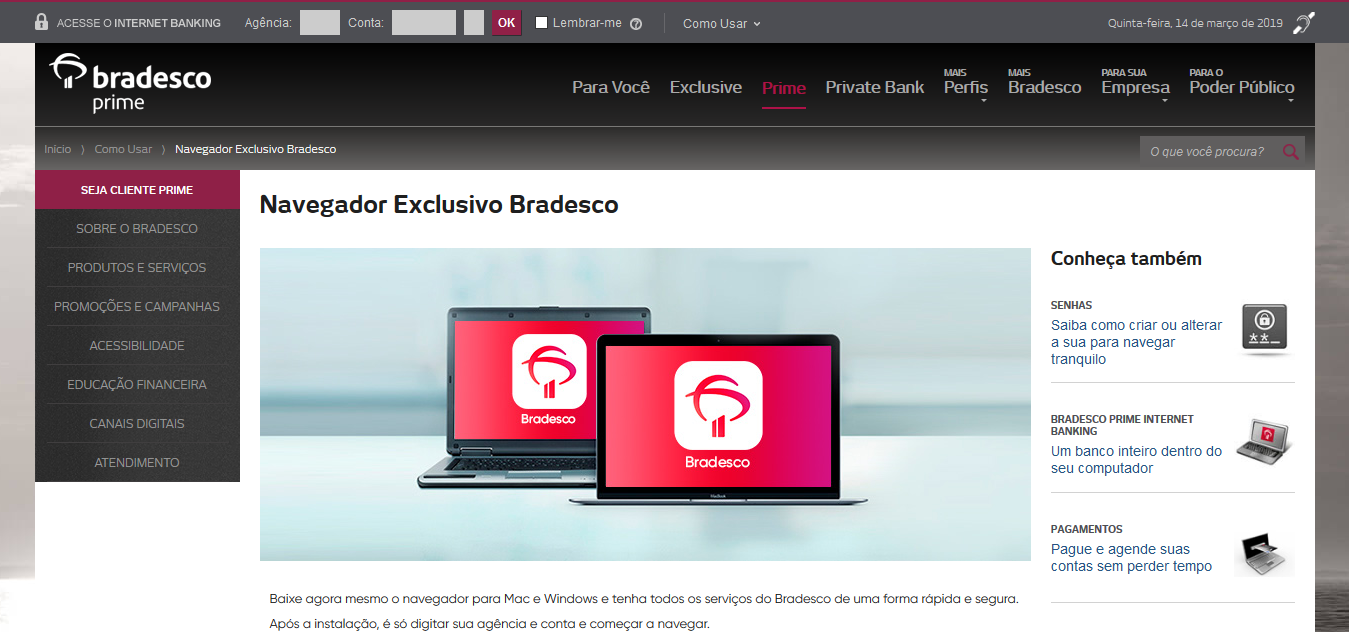 ACESSE O INTERNET BANKING Agência: Conta: OK Lembrar-me ? Como Usar Quinta-feira, 14 de março de 2019
bradesco
prime
Para Você Exclusive Prime Private Bank MAIS Perfis MAIS Bradesco PARA SUA Empresa PARA O Poder Público
Início Como Usar Navegador Exclusivo Bradesco
O que você procura?
SEJA CLIENTE PRIME
SOBRE O BRADESCO
PRODUTOS E SERVIÇOS
PROMOÇÕES E CAMPANHAS
ACESSIBILIDADE
EDUCAÇÃO FINANCEIRA
CANAIS DIGITAIS
ATENDIMENTO
Navegador Exclusivo Bradesco
Bradesco
Bradesco
MacBook
Baixe agora mesmo o navegador para Mac e Windows e tenha todos os serviços do Bradesco de uma forma rápida e segura.
Após a instalação, é só digitar sua agência e conta e começar a navegar.
Conheça também
SENHAS
Saiba como criar ou alterar
a sua para navegar
tranquilo
BRADESCO PRIME INTERNET
BANKING
Um banco inteiro dentro do
seu computador
PAGAMENTOS
Pague e agende suas
contas sem perder tempo